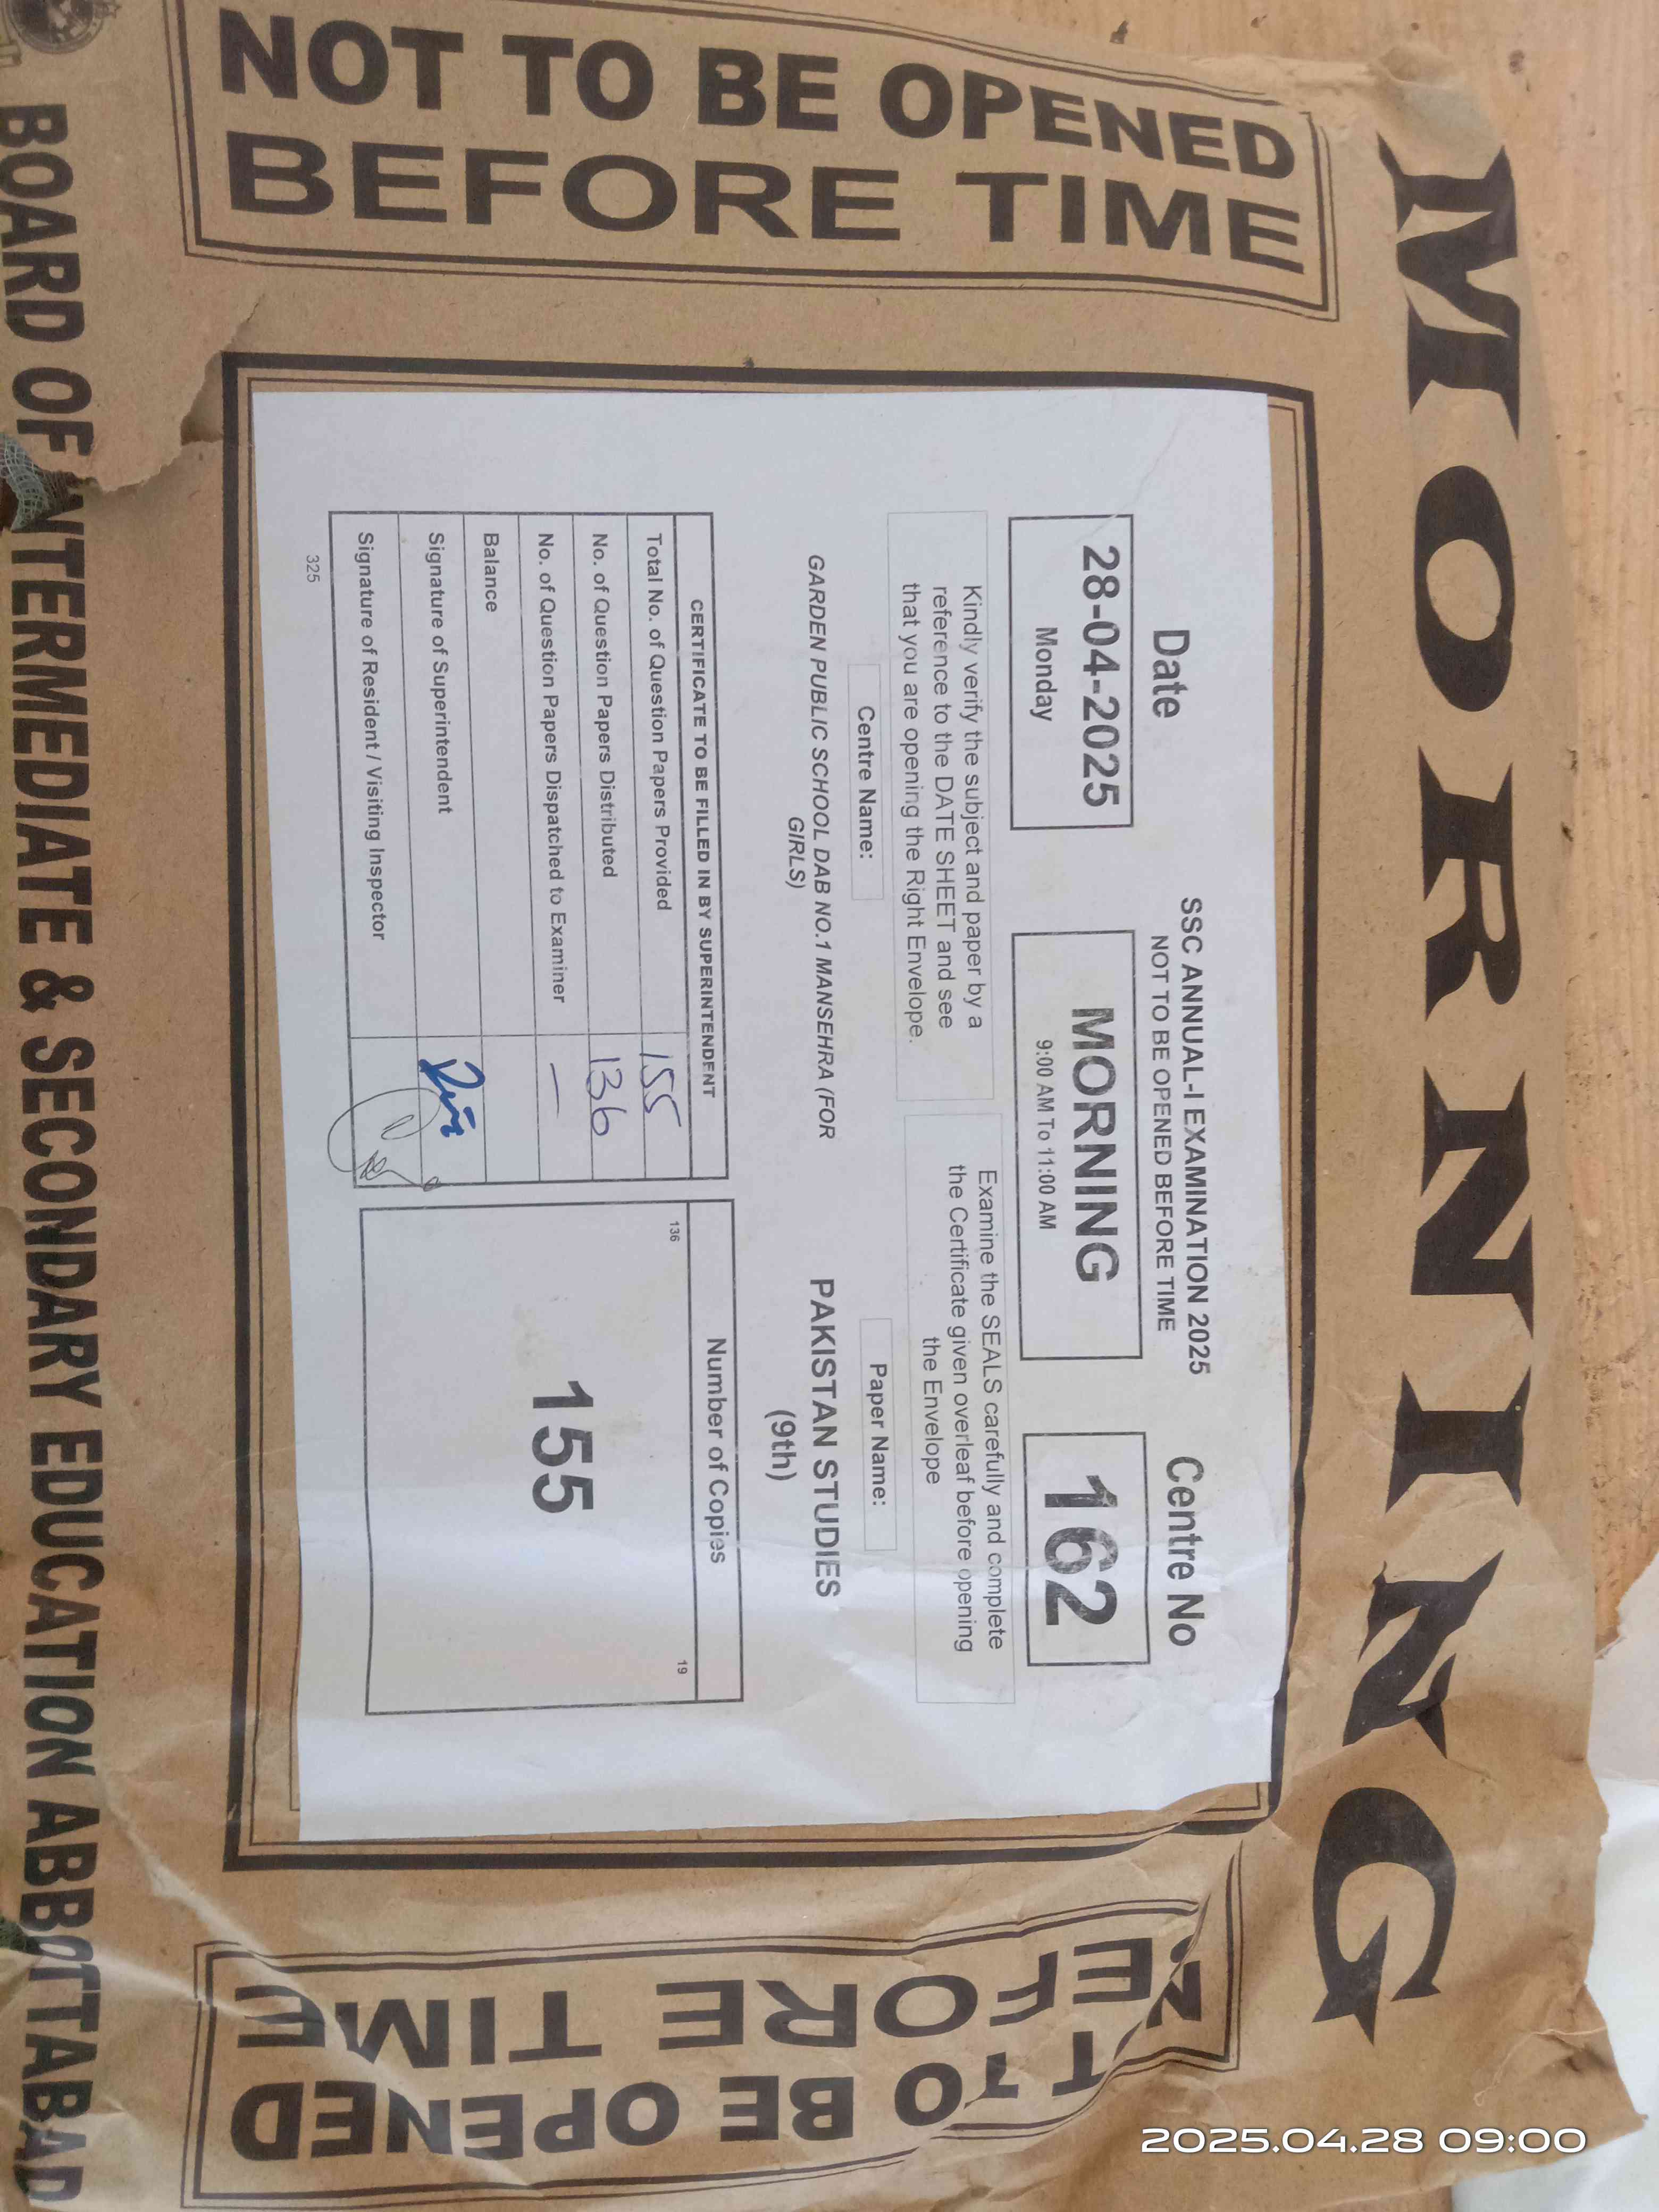 MORNING
NOT TO BE OPENED
BEFORE TIME
SSC ANNUAL-I EXAMINATION 2025
NOT TO BE OPENED BEFORE TIME
Date
28-04-2025
Monday
MORNING
9:00 AM To 11:00 AM
Centre No
162
Kindly verify the subject and paper by a
reference to the DATE SHEET and see
that you are opening the Right Envelope.
Examine the SEALS carefully and complete
the Certificate given overleaf before opening
the Envelope
Centre Name:
GARDEN PUBLIC SCHOOL DAB NO.1 MANSEHRA (FOR
GIRLS)
Paper Name:
PAKISTAN STUDIES
(9th)
CERTIFICATE TO BE FILLED IN BY SUPERINTENDENT
Total No. of Question Papers Provided 155
No. of Question Papers Distributed 136
No. of Question Papers Dispatched to Examiner —
Balance
Signature of Superintendent
Signature of Resident / Visiting Inspector
325
Number of Copies
136 19
155
TO BE OPENED
BEFORE TIME
BOARD OF INTERMEDIATE & SECONDARY EDUCATION ABBOTTABAD
2025.04.28 09:00